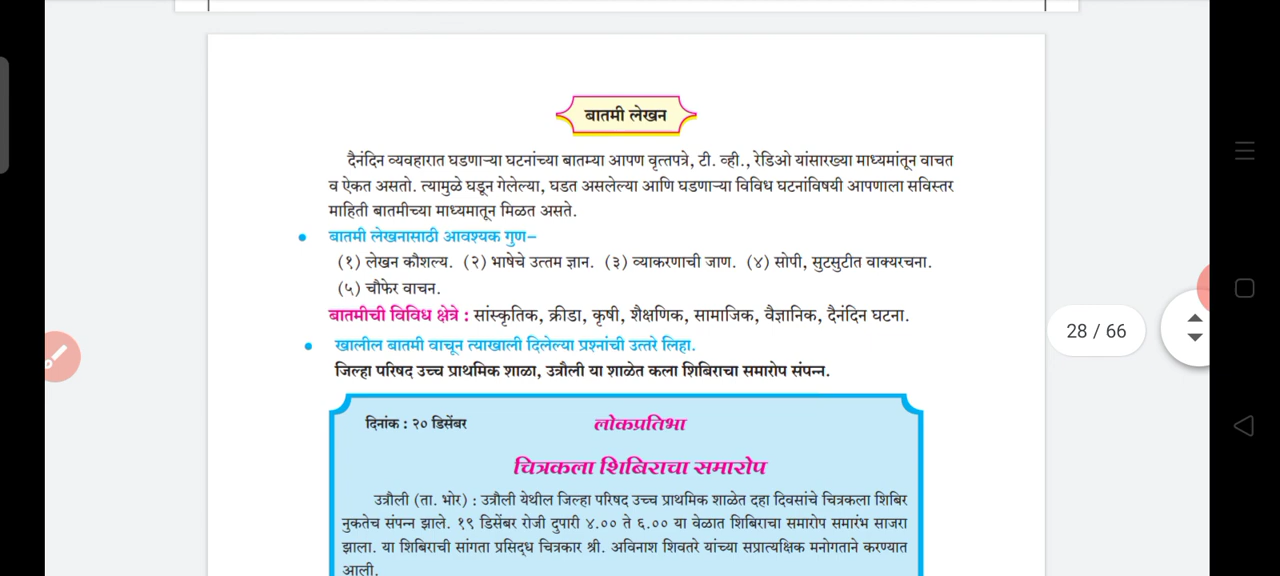 बातमी लेखन
दैनंदिन व्यवहारात घडणाऱ्या घटनांच्या बातम्या आपण वृत्तपत्रे, टी. व्ही., रेडिओ यांसारख्या माध्यमांतून वाचत
व ऐकत असतो. त्यामुळे घडून गेलेल्या, घडत असलेल्या आणि घडणाऱ्या विविध घटनांविषयी आपणाला सविस्तर
माहिती बातमीच्या माध्यमातून मिळत असते.
• बातमी लेखनासाठी आवश्यक गुण–
(१) लेखन कौशल्य. (२) भाषेचे उत्तम ज्ञान. (३) व्याकरणाची जाण. (४) सोपी, सुटसुटीत वाक्यरचना.
(५) चौफेर वाचन.
बातमीची विविध क्षेत्रे : सांस्कृतिक, क्रीडा, कृषी, शैक्षणिक, सामाजिक, वैज्ञानिक, दैनंदिन घटना.
• खालील बातमी वाचून त्याखाली दिलेल्या प्रश्नांची उत्तरे लिहा.
जिल्हा परिषद उच्च प्राथमिक शाळा, उत्रौली या शाळेत कला शिबिराचा समारोप संपन्न.
28 / 66
दिनांक : २० डिसेंबर लोकप्रतिभा
चित्रकला शिबिराचा समारोप
उत्रौली (ता. भोर) : उत्रौली येथील जिल्हा परिषद उच्च प्राथमिक शाळेत दहा दिवसांचे चित्रकला शिबिर
नुकतेच संपन्न झाले. १९ डिसेंबर रोजी दुपारी ४.०० ते ६.०० या वेळात शिबिराचा समारोप समारंभ साजरा
झाला. या शिबिराची सांगता प्रसिद्ध चित्रकार श्री. अविनाश शिवतरे यांच्या सप्रात्यक्षिक मनोगताने करण्यात
आली.